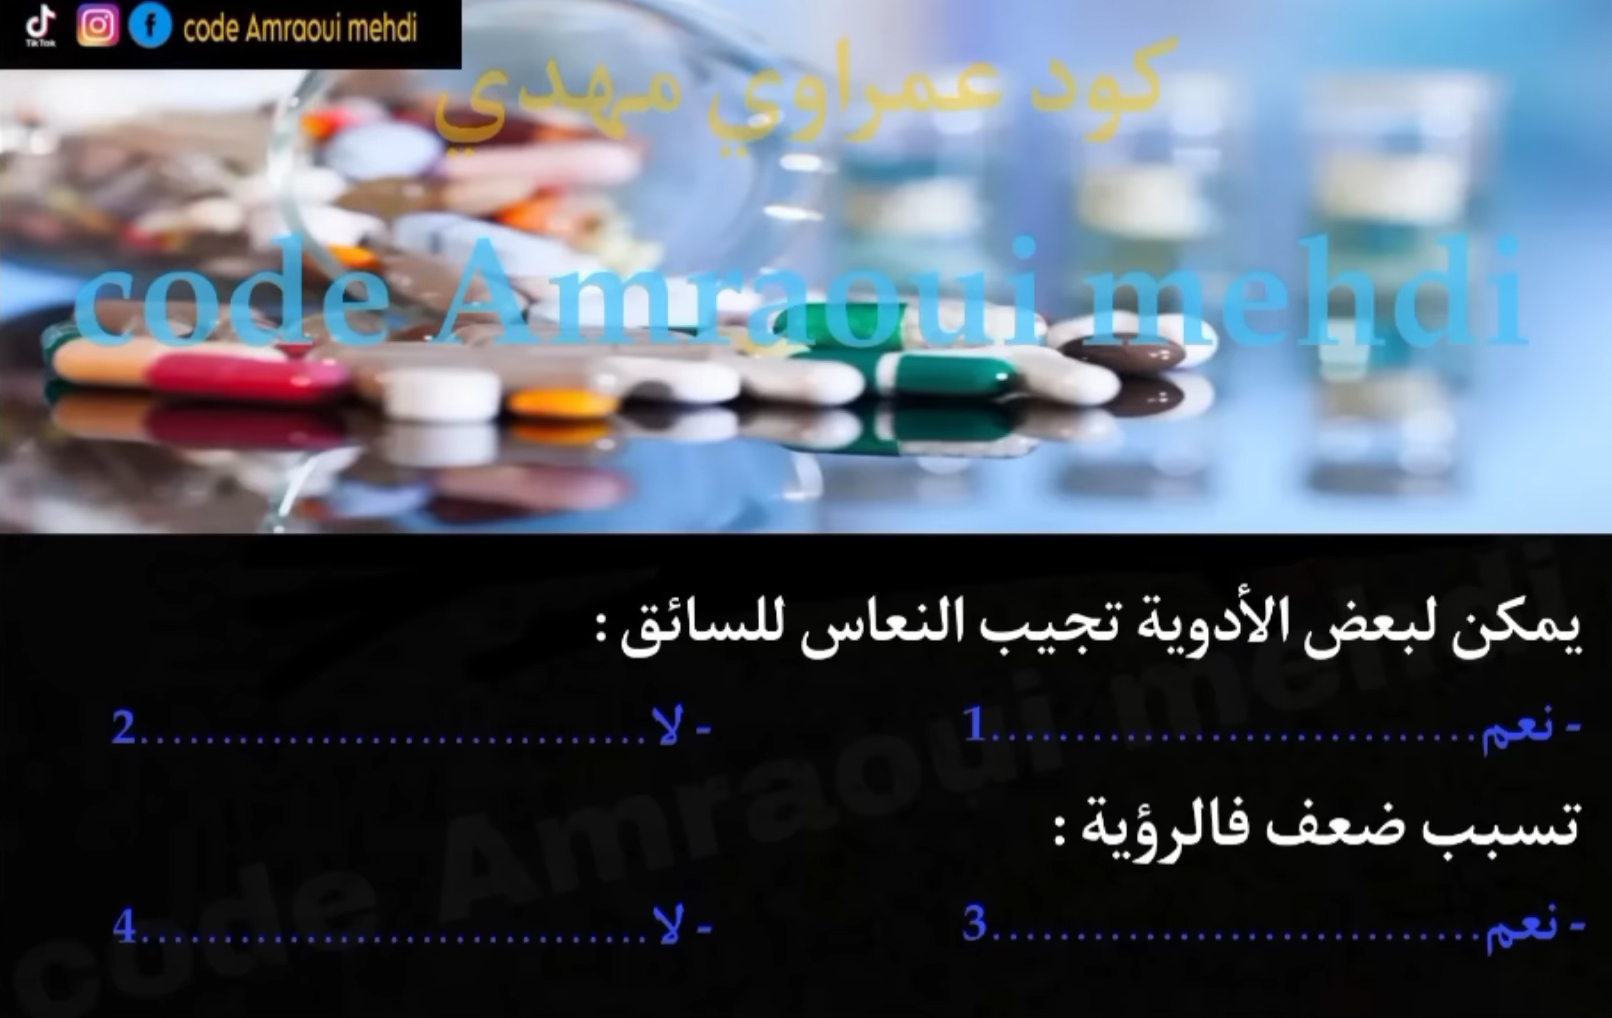 TikTok
code Amraoui mehdi
كود عمراوي مهدي
code Amraoui mehdi
يمكن لبعض الأدوية تجيب النعاس للسائق :
- نعم..............................1 - لا..............................2
تسبب ضعف فالرؤية :
- نعم..............................3 - لا..............................4
code Amraoui mehdi